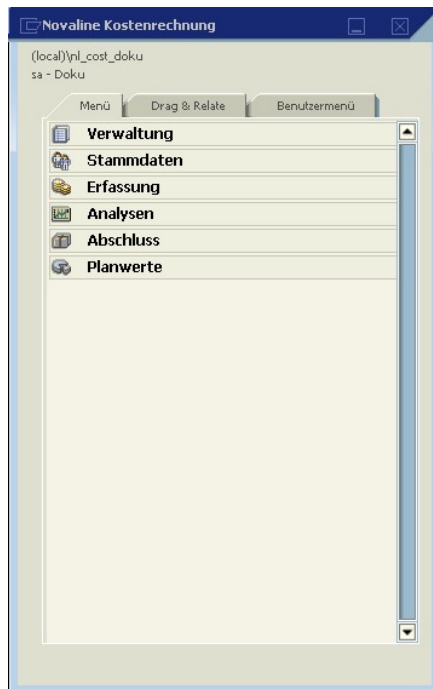 Novaline Kostenrechnung
(local)\nl_cost_doku
sa - Doku
Menü Drag & Relate Benutzermenü
Verwaltung
Stammdaten
Erfassung
Analysen
Abschluss
Planwerte